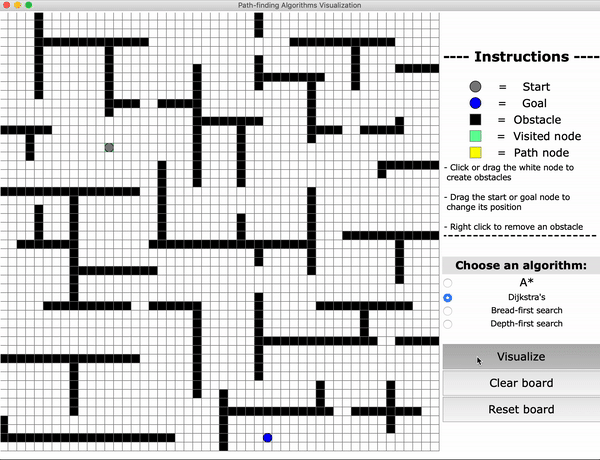 Path-finding Algorithms Visualization
---- Instructions ----
= Start
= Goal
= Obstacle
= Visited node
= Path node
- Click or drag the white node to
create obstacles
- Drag the start or goal node to
change its position
- Right click to remove an obstacle
Choose an algorithm:
A*
Dijkstra's
Bread-first search
Depth-first search
Visualize
Clear board
Reset board